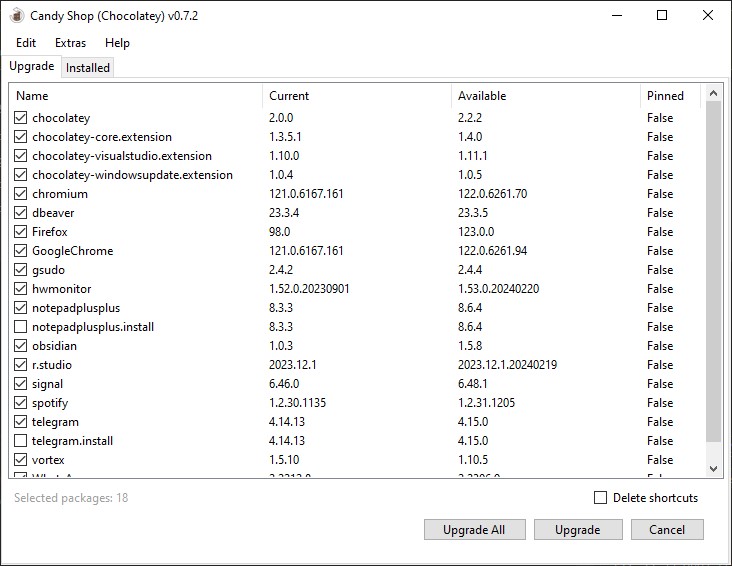 Candy Shop (Chocolatey) v0.7.2
Edit Extras Help
Upgrade Installed
Name Current Available Pinned
chocolatey 2.0.0 2.2.2 False
chocolatey-core.extension 1.3.5.1 1.4.0 False
chocolatey-visualstudio.extension 1.10.0 1.11.1 False
chocolatey-windowsupdate.extension 1.0.4 1.0.5 False
chromium 121.0.6167.161 122.0.6261.70 False
dbeaver 23.3.4 23.3.5 False
Firefox 98.0 123.0.0 False
GoogleChrome 121.0.6167.161 122.0.6261.94 False
gsudo 2.4.2 2.4.4 False
hwmonitor 1.52.0.20230901 1.53.0.20240220 False
notepadplusplus 8.3.3 8.6.4 False
notepadplusplus.install 8.3.3 8.6.4 False
obsidian 1.0.3 1.5.8 False
r.studio 2023.12.1 2023.12.1.20240219 False
signal 6.46.0 6.48.1 False
spotify 1.2.30.1135 1.2.31.1205 False
telegram 4.14.13 4.15.0 False
telegram.install 4.14.13 4.15.0 False
vortex 1.5.10 1.10.5 False
False
Selected packages: 18 Delete shortcuts
Upgrade All Upgrade Cancel